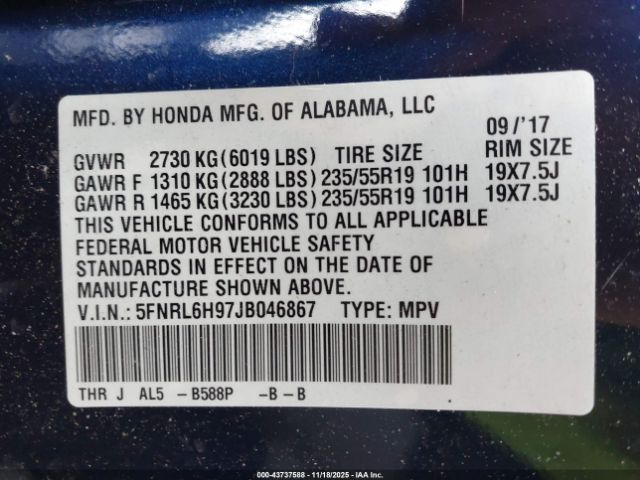 MFD. BY HONDA MFG. OF ALABAMA, LLC
09/'17
GVWR 2730 KG(6019 LBS) TIRE SIZE RIM SIZE
GAWR F 1310 KG(2888 LBS)235/55R19 101H 19X7.5J
GAWR R 1465 KG(3230 LBS)235/55R19 101H 19X7.5J
THIS VEHICLE CONFORMS TO ALL APPLICABLE
FEDERAL MOTOR VEHICLE SAFETY
STANDARDS IN EFFECT ON THE DATE OF
MANUFACTURE SHOWN ABOVE.
V.I.N.: 5FNRL6H97JB046867 TYPE: MPV
THR J AL5 -B588P -B-B
000-43737588 - 11/18/2025 - IAA Inc.